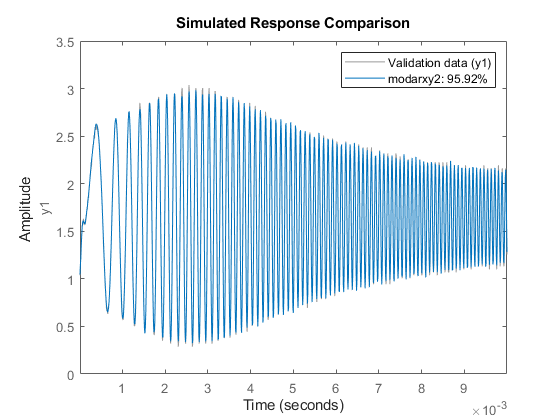 Simulated Response Comparison
3.5
3
2.5
2
1.5
1
0.5
0
Amplitude
y1
Validation data (y1)
modarxy2: 95.92%
1 2 3 4 5 6 7 8 9
×10⁻³
Time (seconds)